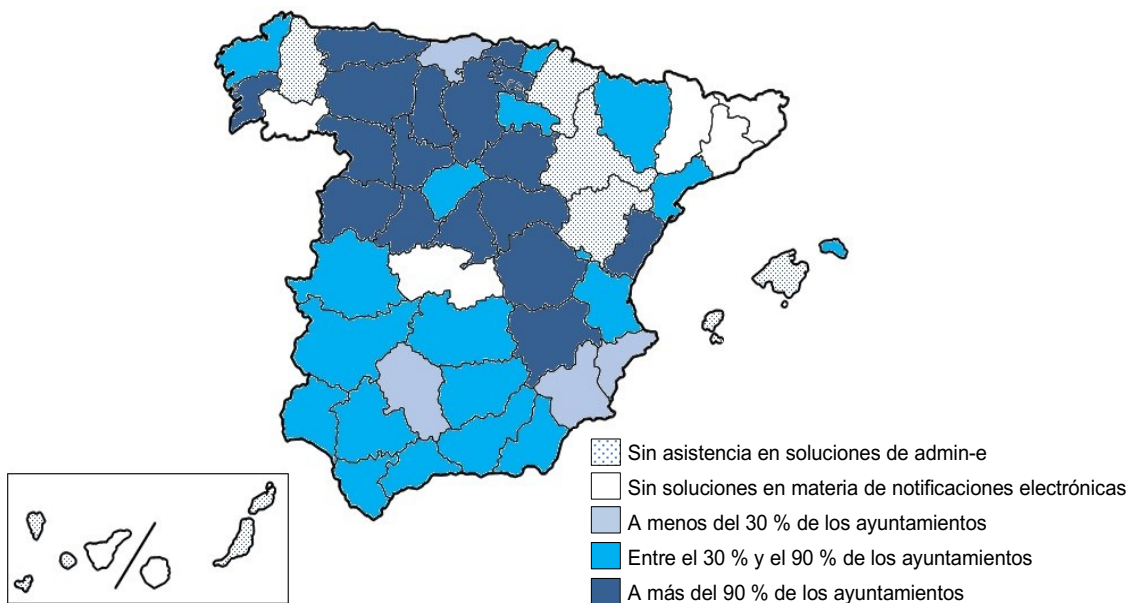 Sin asistencia en soluciones de admin-e
Sin soluciones en materia de notificaciones electrónicas
A menos del 30 % de los ayuntamientos
Entre el 30 % y el 90 % de los ayuntamientos
A más del 90 % de los ayuntamientos